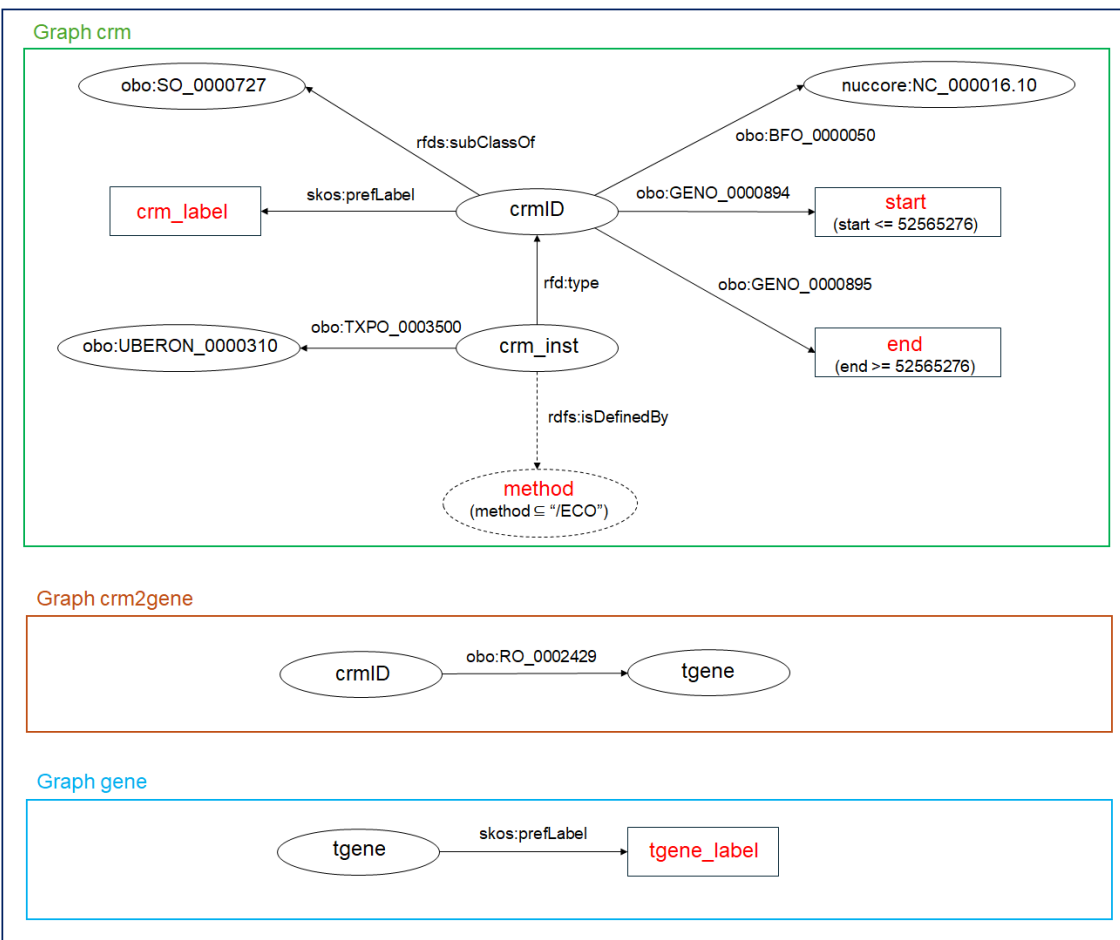 Graph crm
obo:SO_0000727
nuccore:NC_000016.10
rfds:subClassOf
obo:BFO_0000050
skos:prefLabel
obo:GENO_0000894
crm_label
crmID
start
(start <= 52565276)
rfd:type
obo:GENO_0000895
obo:TXPO_0003500
obo:UBERON_0000310
crm_inst
end
(end >= 52565276)
rdfs:isDefinedBy
method
(method ⊆ “/ECO”)
Graph crm2gene
obo:RO_0002429
crmID
tgene
Graph gene
skos:prefLabel
tgene
tgene_label